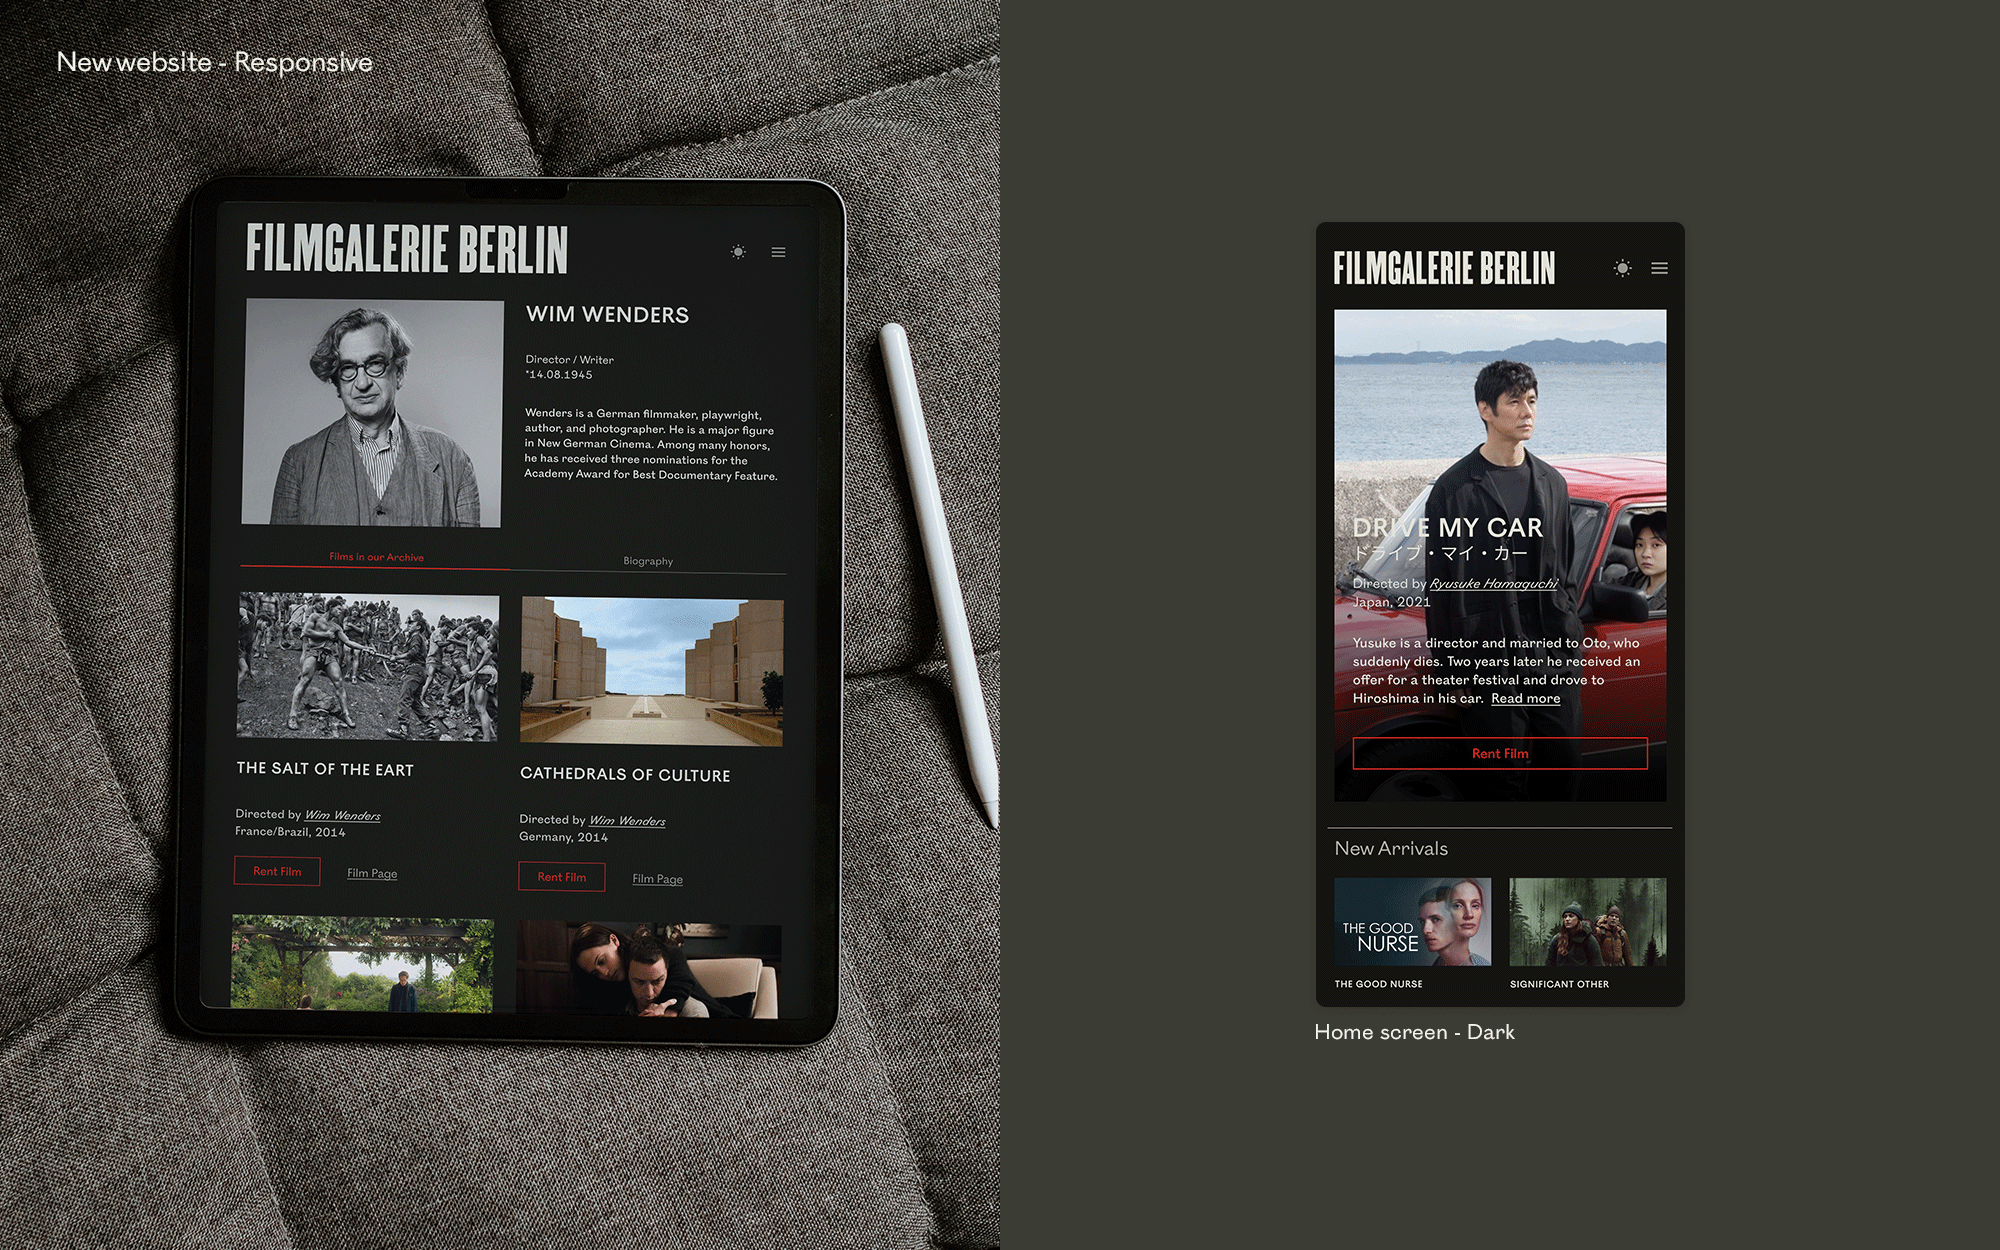 New website - Responsive
FILMGALERIE BERLIN
WIM WENDERS
Director / Writer
*14.08.1945
Wenders is a German filmmaker, playwright,
author, and photographer. He is a major figure
in New German Cinema. Among many honors,
he has received three nominations for the
Academy Award for Best Documentary Feature.
Films in our Archive
Biography
THE SALT OF THE EART
Directed by Wim Wenders
France/Brazil, 2014
Rent Film
Film Page
CATHEDRALS OF CULTURE
Directed by Wim Wenders
Germany, 2014
Rent Film
Film Page
FILMGALERIE BERLIN
DRIVE MY CAR
ドライブ・マイ・カー
Directed by Ryusuke Hamaguchi
Japan, 2021
Yusuke is a director and married to Oto, who
suddenly dies. Two years later he received an
offer for a theater festival and drove to
Hiroshima in his car. Read more
Rent Film
New Arrivals
THE GOOD
NURSE
THE GOOD NURSE
SIGNIFICANT OTHER
Home screen - Dark